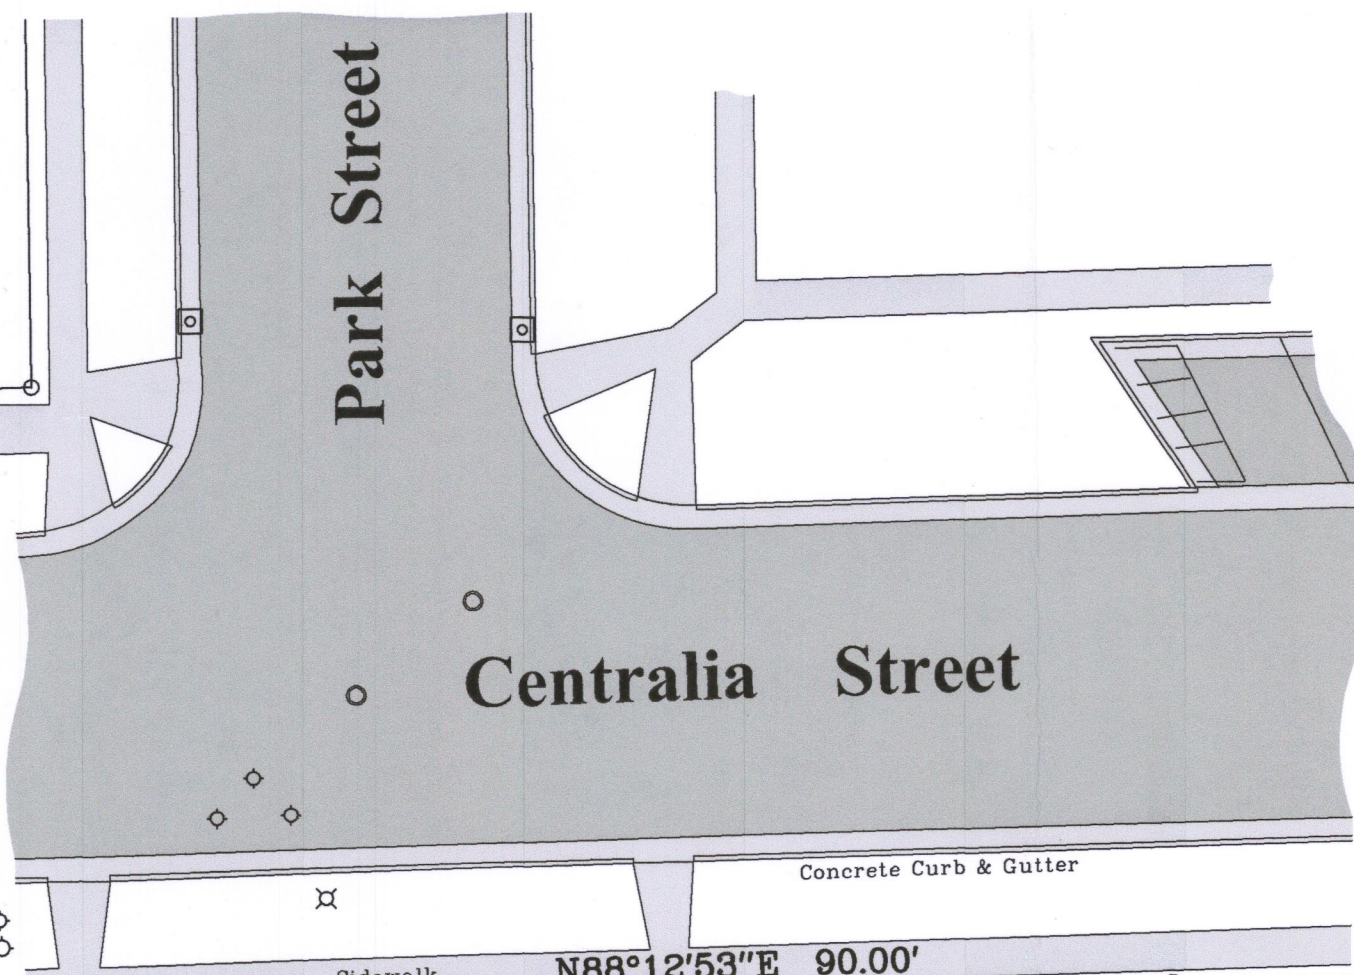 Park Street
Centralia Street
Concrete Curb & Gutter
Sidewalk
N88°12'53"E 90.00'